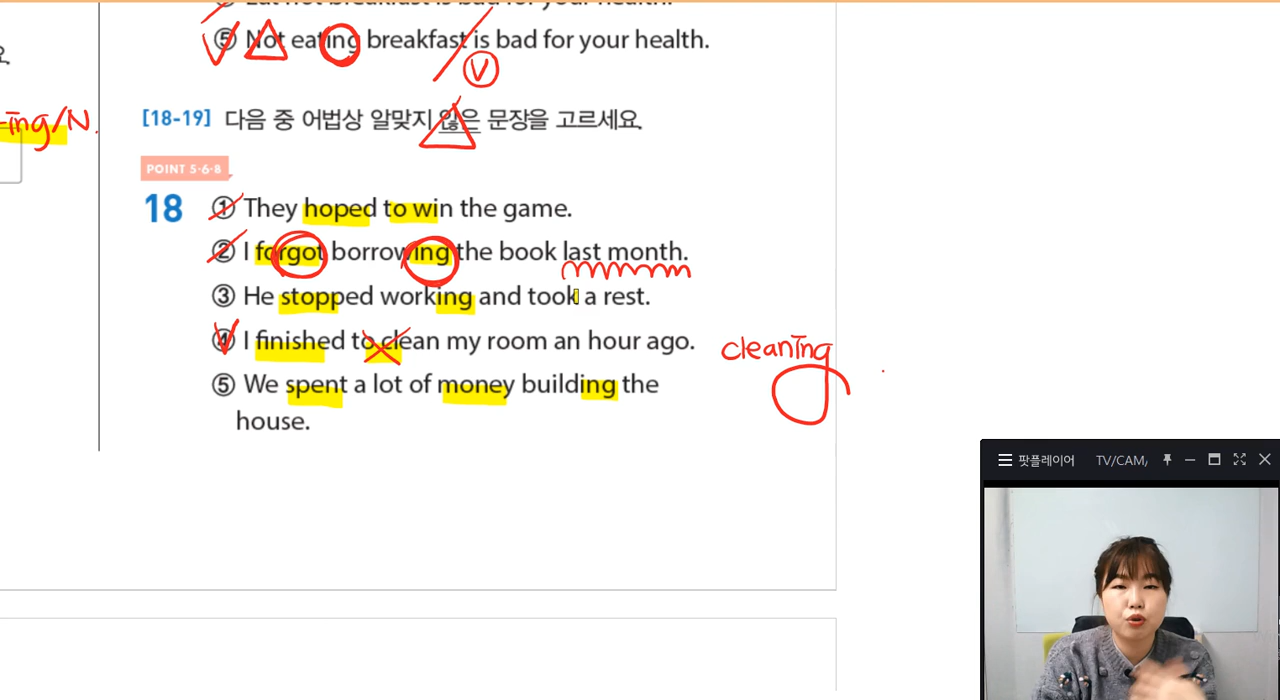 ⑤ Not eating breakfast is bad for your health.
V
-ing/N.
[18-19] 다음 중 어법상 알맞지 않은 문장을 고르세요.
POINT 5·6·8
18 ① They hoped to win the game.
② I forgot borrowing the book last month.
③ He stopped working and took a rest.
④ I finished to clean my room an hour ago.
cleaning
⑤ We spent a lot of money building the
house.
팟플레이어 TV/CAM